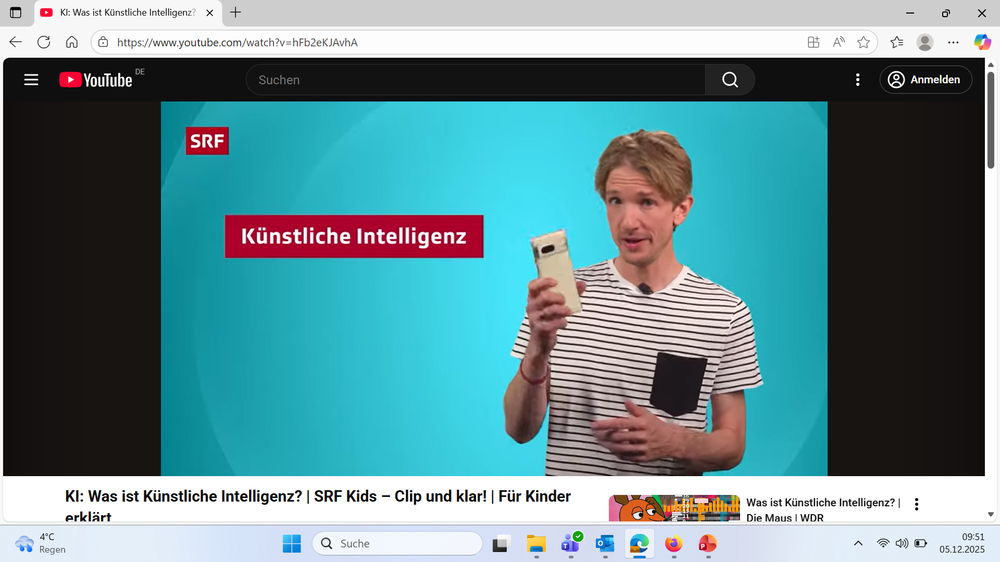 KI: Was ist Künstliche Intelligenz?
https://www.youtube.com/watch?v=hFb2eKJAvhA
YouTube DE
Suchen
Anmelden
SRF
Künstliche Intelligenz
KI: Was ist Künstliche Intelligenz? | SRF Kids – Clip und klar! | Für Kinder
erklärt
Was ist Künstliche Intelligenz? |
Die Maus | WDR
4°C
Regen
Suche
09:51
05.12.2025